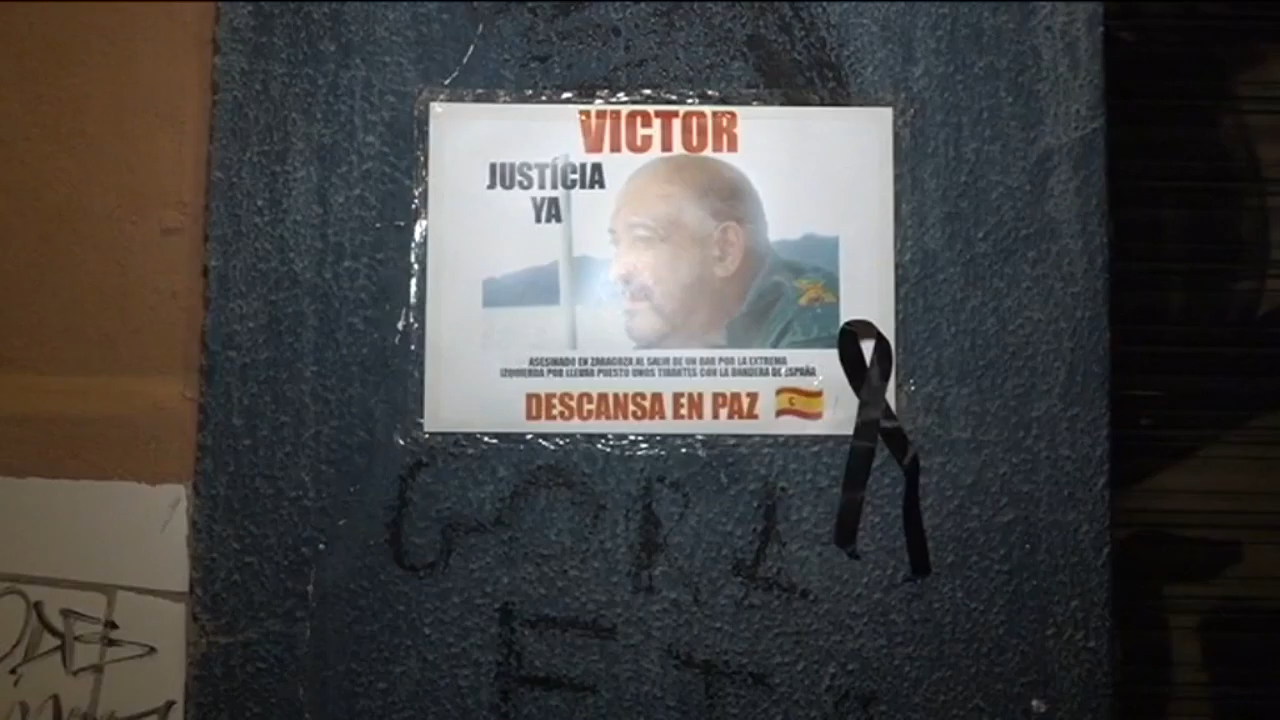 VICTOR
JUSTÍCIA
YA
ASESINADO EN ZARAGOZA AL SALIR DE UN BAR POR LA EXTREMA
IZQUIERDA POR LLEVAR PUESTO UNOS TIRANTES CON LA BANDERA DE ESPAÑA
DESCANSA EN PAZ